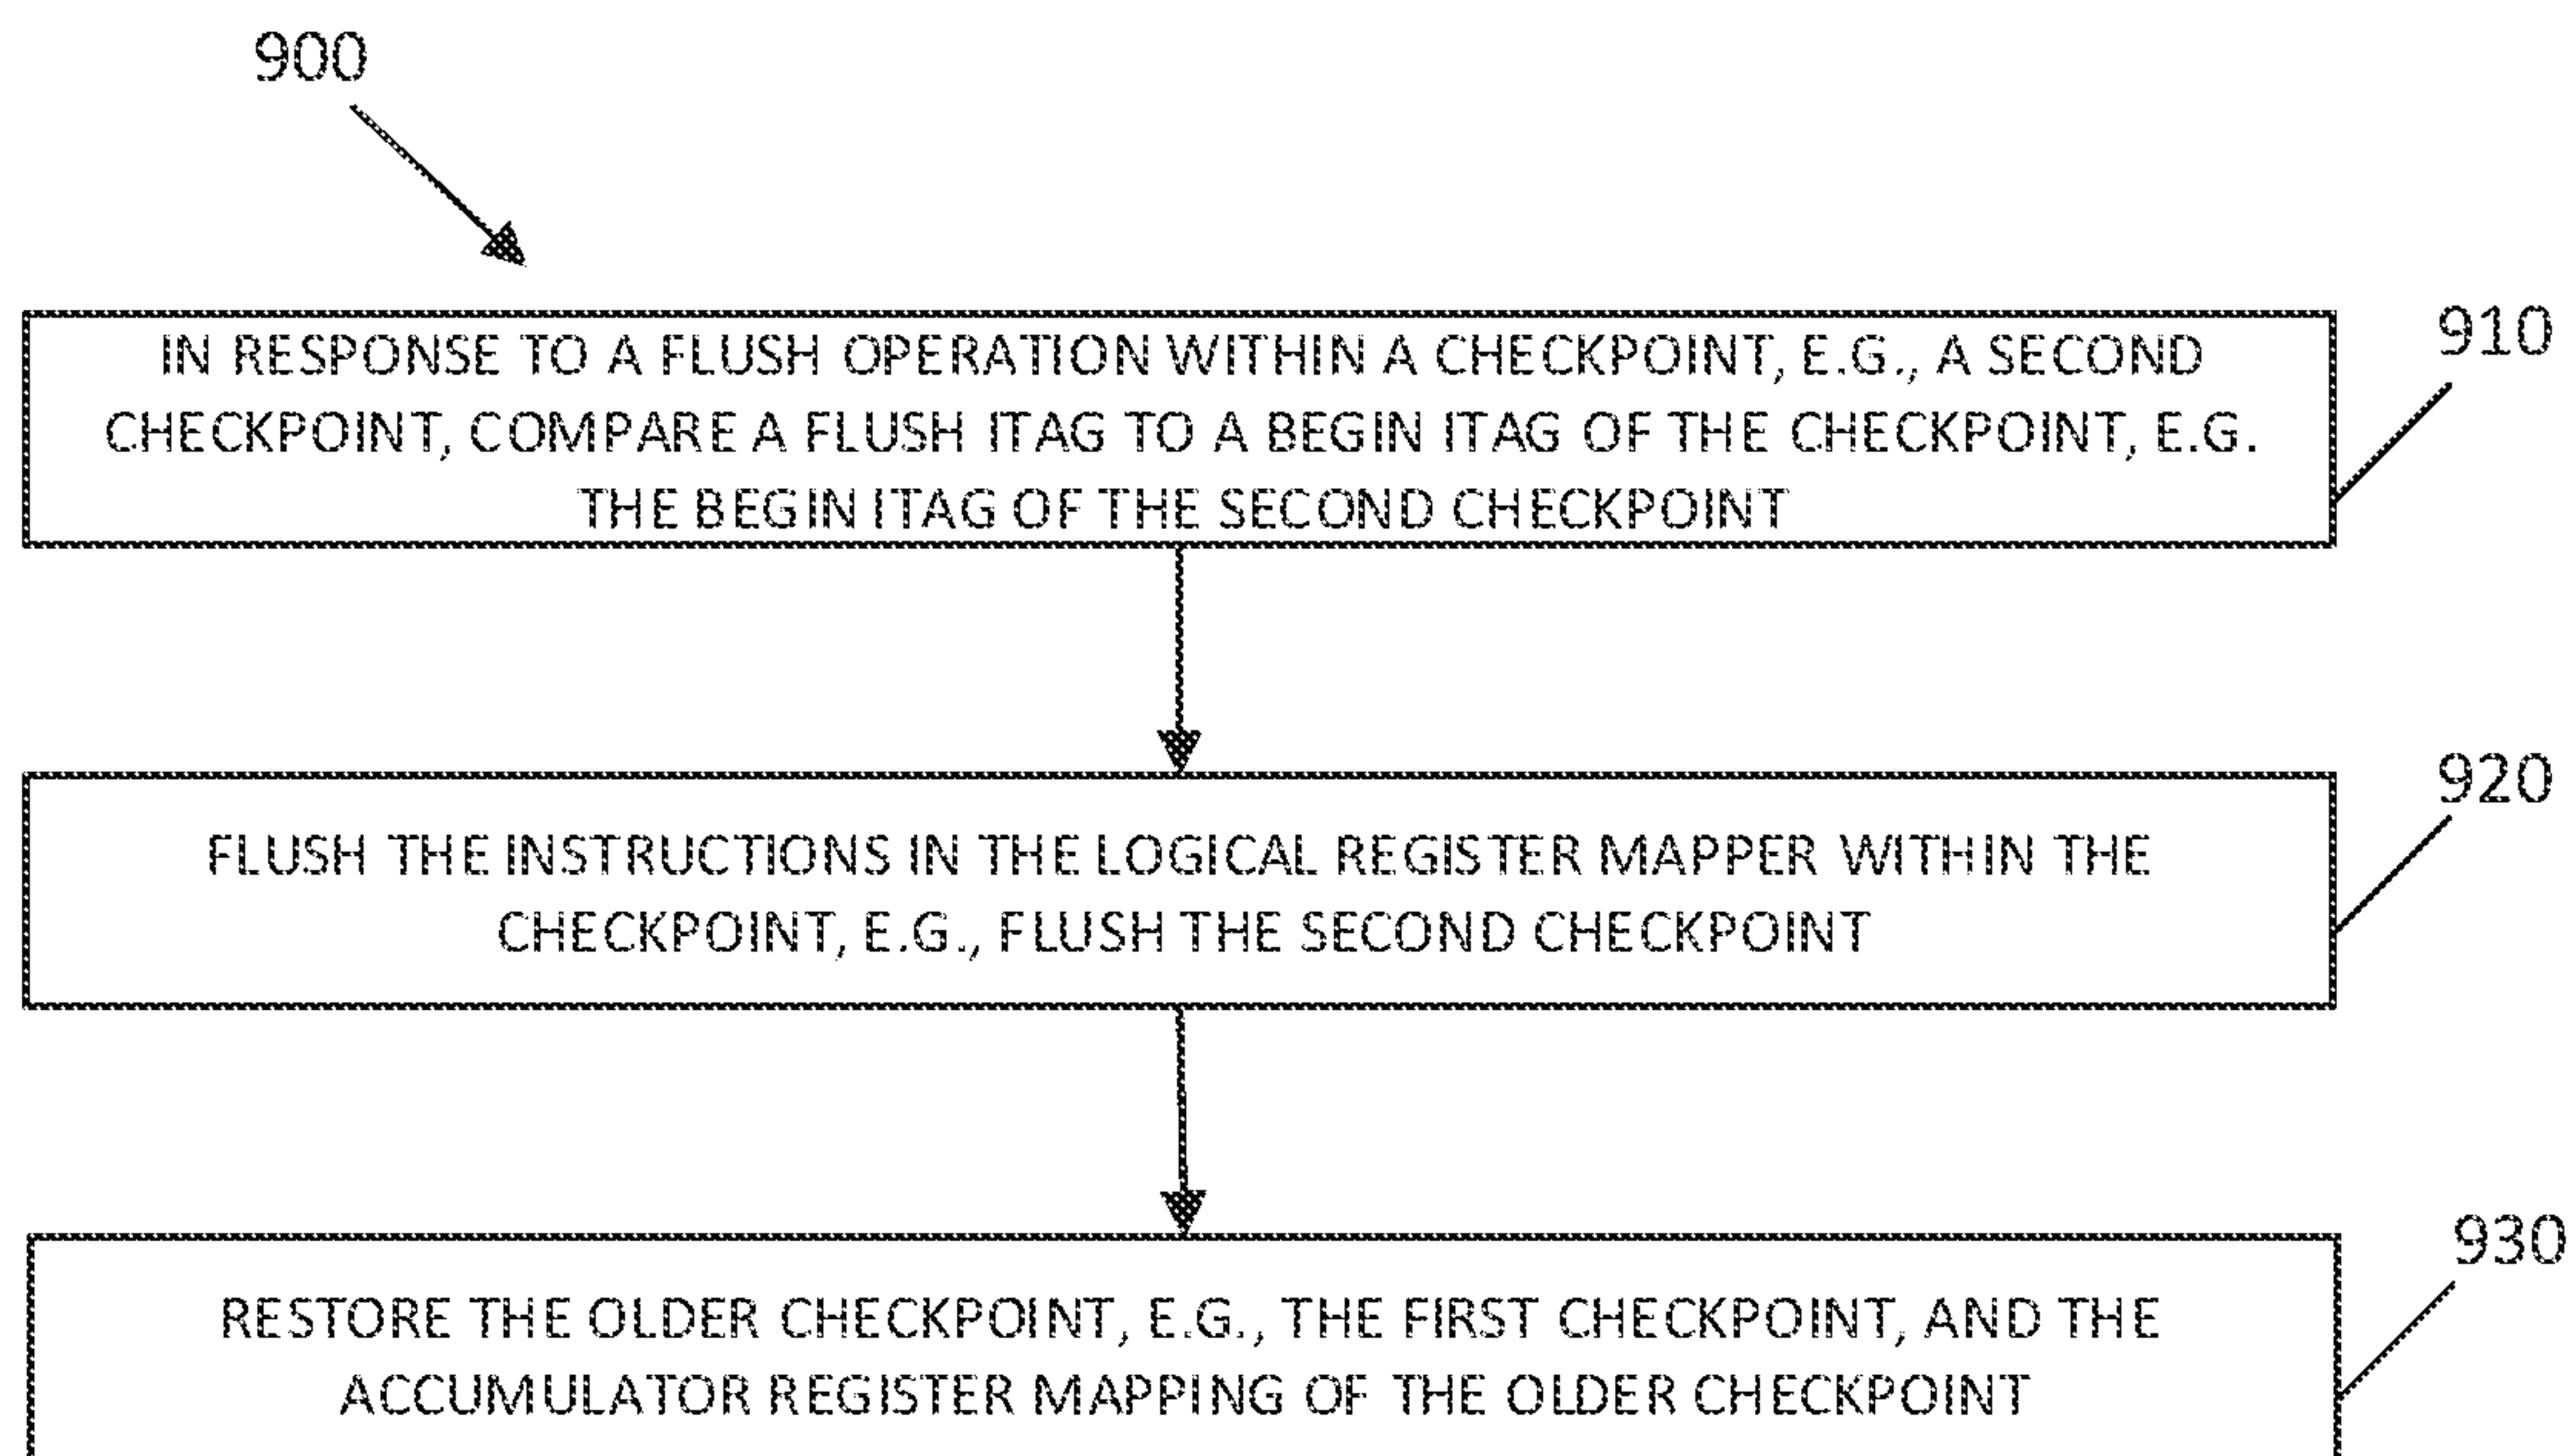 900
910
IN RESPONSE TO A FLUSH OPERATION WITHIN A CHECKPOINT, E.G., A SECOND
CHECKPOINT, COMPARE A FLUSH ITAG TO A BEGIN ITAG OF THE CHECKPOINT, E.G.
THE BEGIN ITAG OF THE SECOND CHECKPOINT
920
FLUSH THE INSTRUCTIONS IN THE LOGICAL REGISTER MAPPER WITHIN THE
CHECKPOINT, E.G., FLUSH THE SECOND CHECKPOINT
930
RESTORE THE OLDER CHECKPOINT, E.G., THE FIRST CHECKPOINT, AND THE
ACCUMULATOR REGISTER MAPPING OF THE OLDER CHECKPOINT